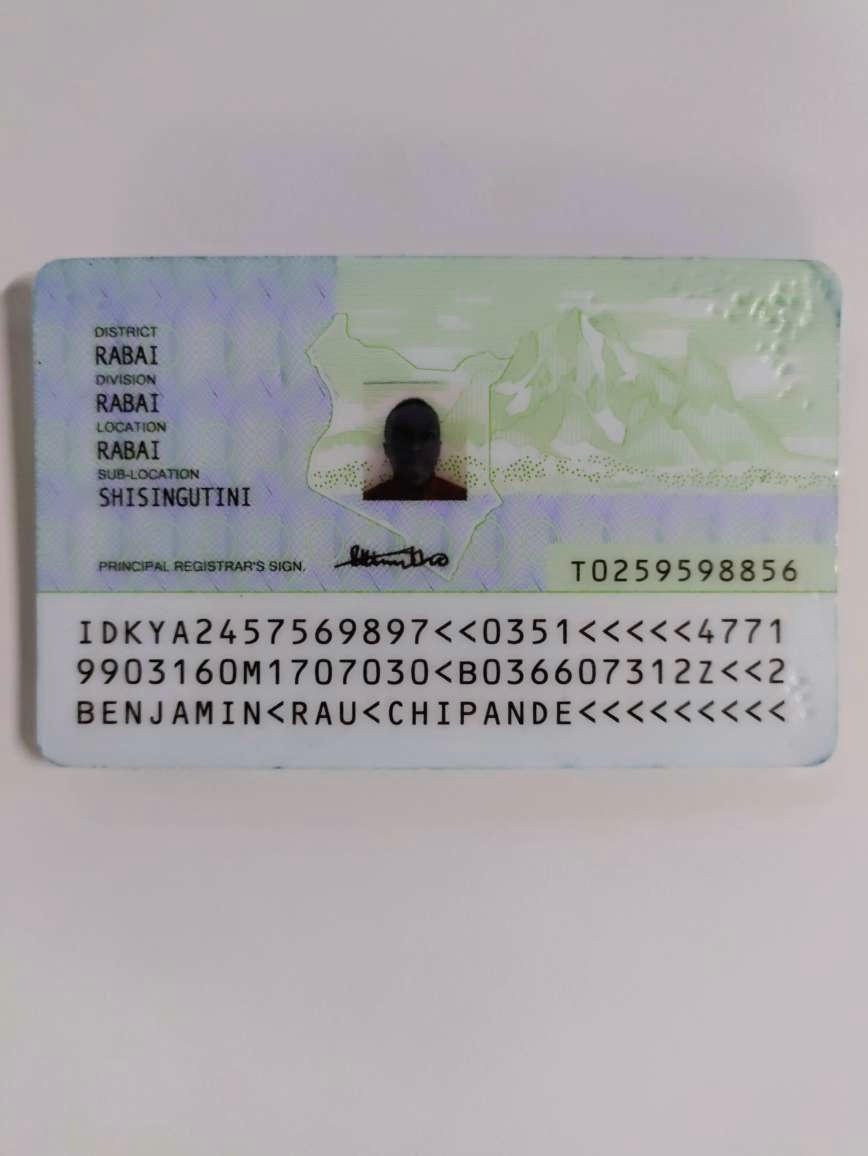 DISTRICT
RABAI
DIVISION
RABAI
LOCATION
RABAI
SUB-LOCATION
SHISINGUTINI
PRINCIPAL REGISTRAR'S SIGN.
T0259598856
IDKYA2457569897<<0351<<<<<4771
9903160M1707030<B036607312Z<<2
BENJAMIN<RAU<CHIPANDE<<<<<<<<<